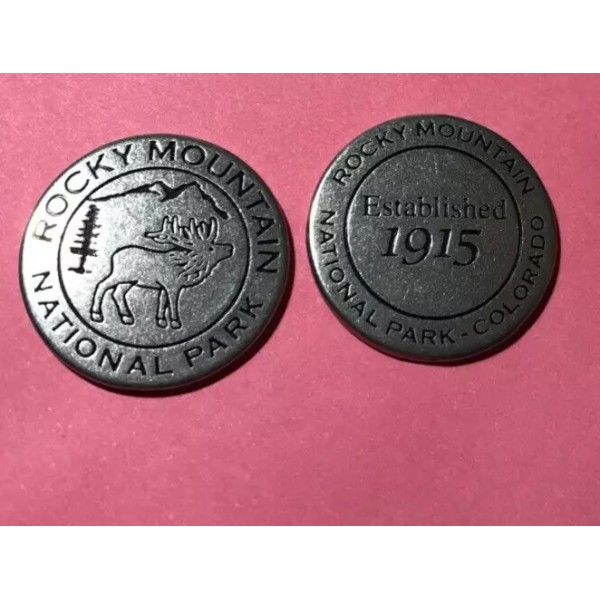 ROCKY MOUNTAIN
NATIONAL PARK
ROCKY MOUNTAIN
Established
1915
NATIONAL PARK - COLORADO